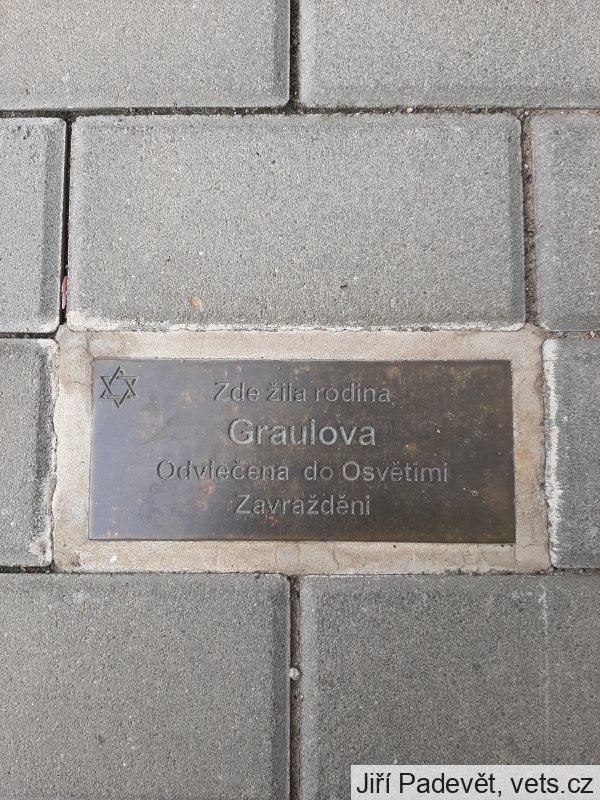 Zde žila rodina
Graulova
Odvlečena do Osvětimi
Zavražděni
Jiří Padevět, vets.cz